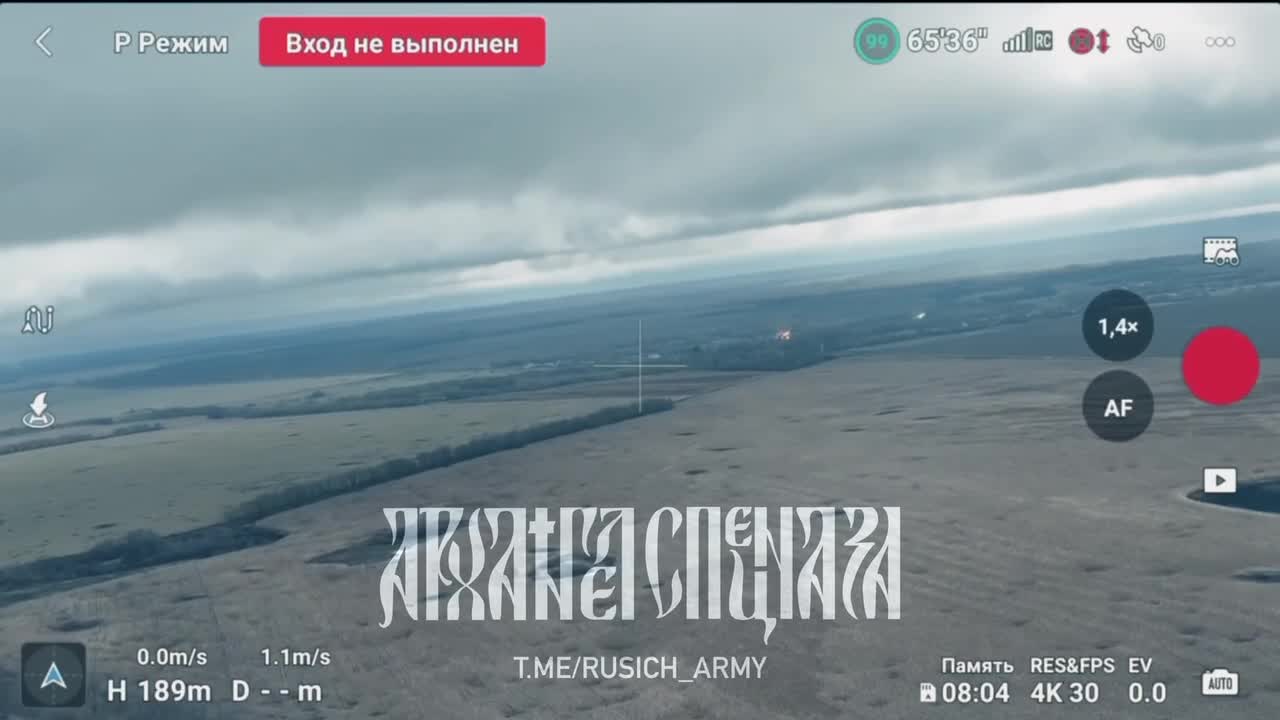 Р Режим
Вход не выполнен
99
65'36"
RC
0
1,4×
AF
АРХАНГЕЛ СПЕЦНАЗА
T.ME/RUSICH_ARMY
0.0m/s 1.1m/s
H 189m D - - m
Память RES&FPS EV
08:04 4K 30 0.0
AUTO